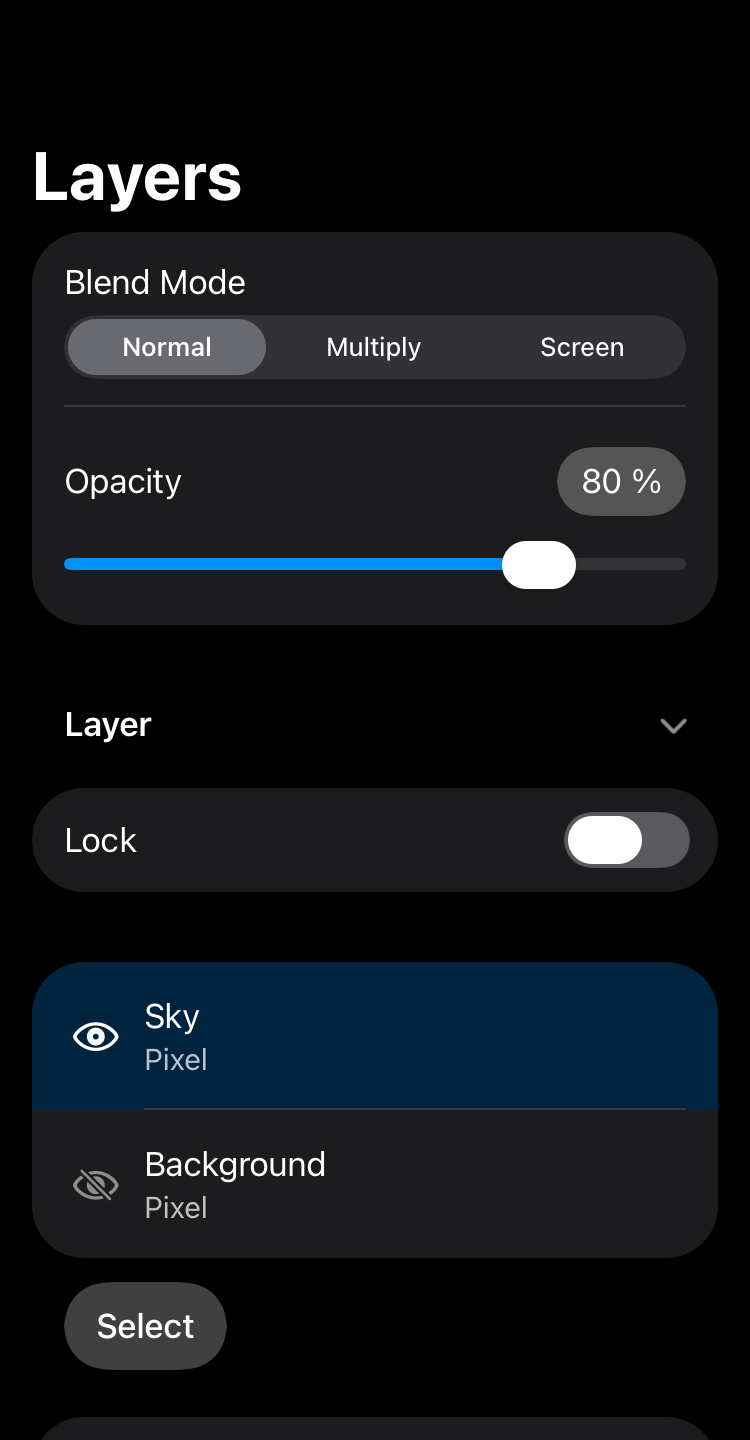 Layers
Blend Mode
Normal Multiply Screen
Opacity 80 %
Layer
Lock
Sky
Pixel
Background
Pixel
Select